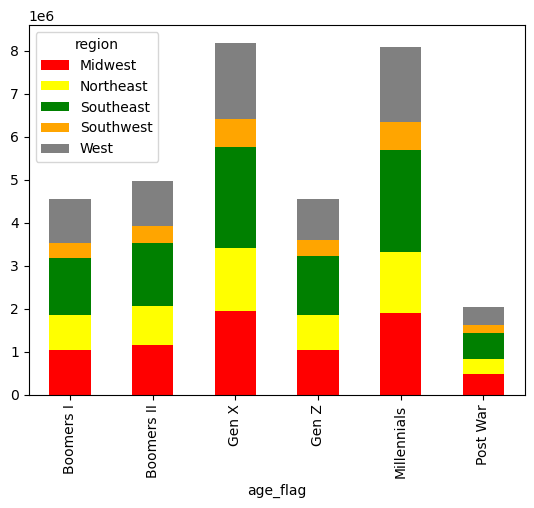 1e6
8
7
6
5
4
3
2
1
0
region
Midwest
Northeast
Southeast
Southwest
West
Boomers I
Boomers II
Gen X
Gen Z
Millennials
Post War
age_flag